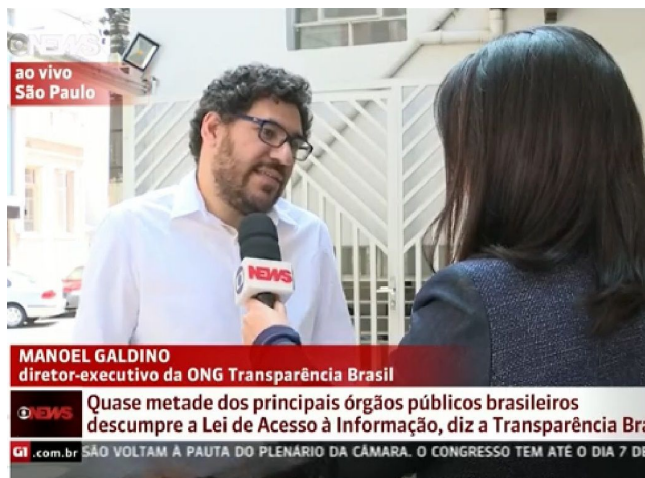 NEWS
ao vivo
São Paulo
NEWS
MANOEL GALDINO
diretor-executivo da ONG Transparência Brasil
NEWS
Quase metade dos principais órgãos públicos brasileiros
descumpre a Lei de Acesso à Informação, diz a Transparência Bra
G1.com.br SÃO VOLTAM À PAUTA DO PLENÁRIO DA CÂMARA. O CONGRESSO TEM ATÉ O DIA 7 DE